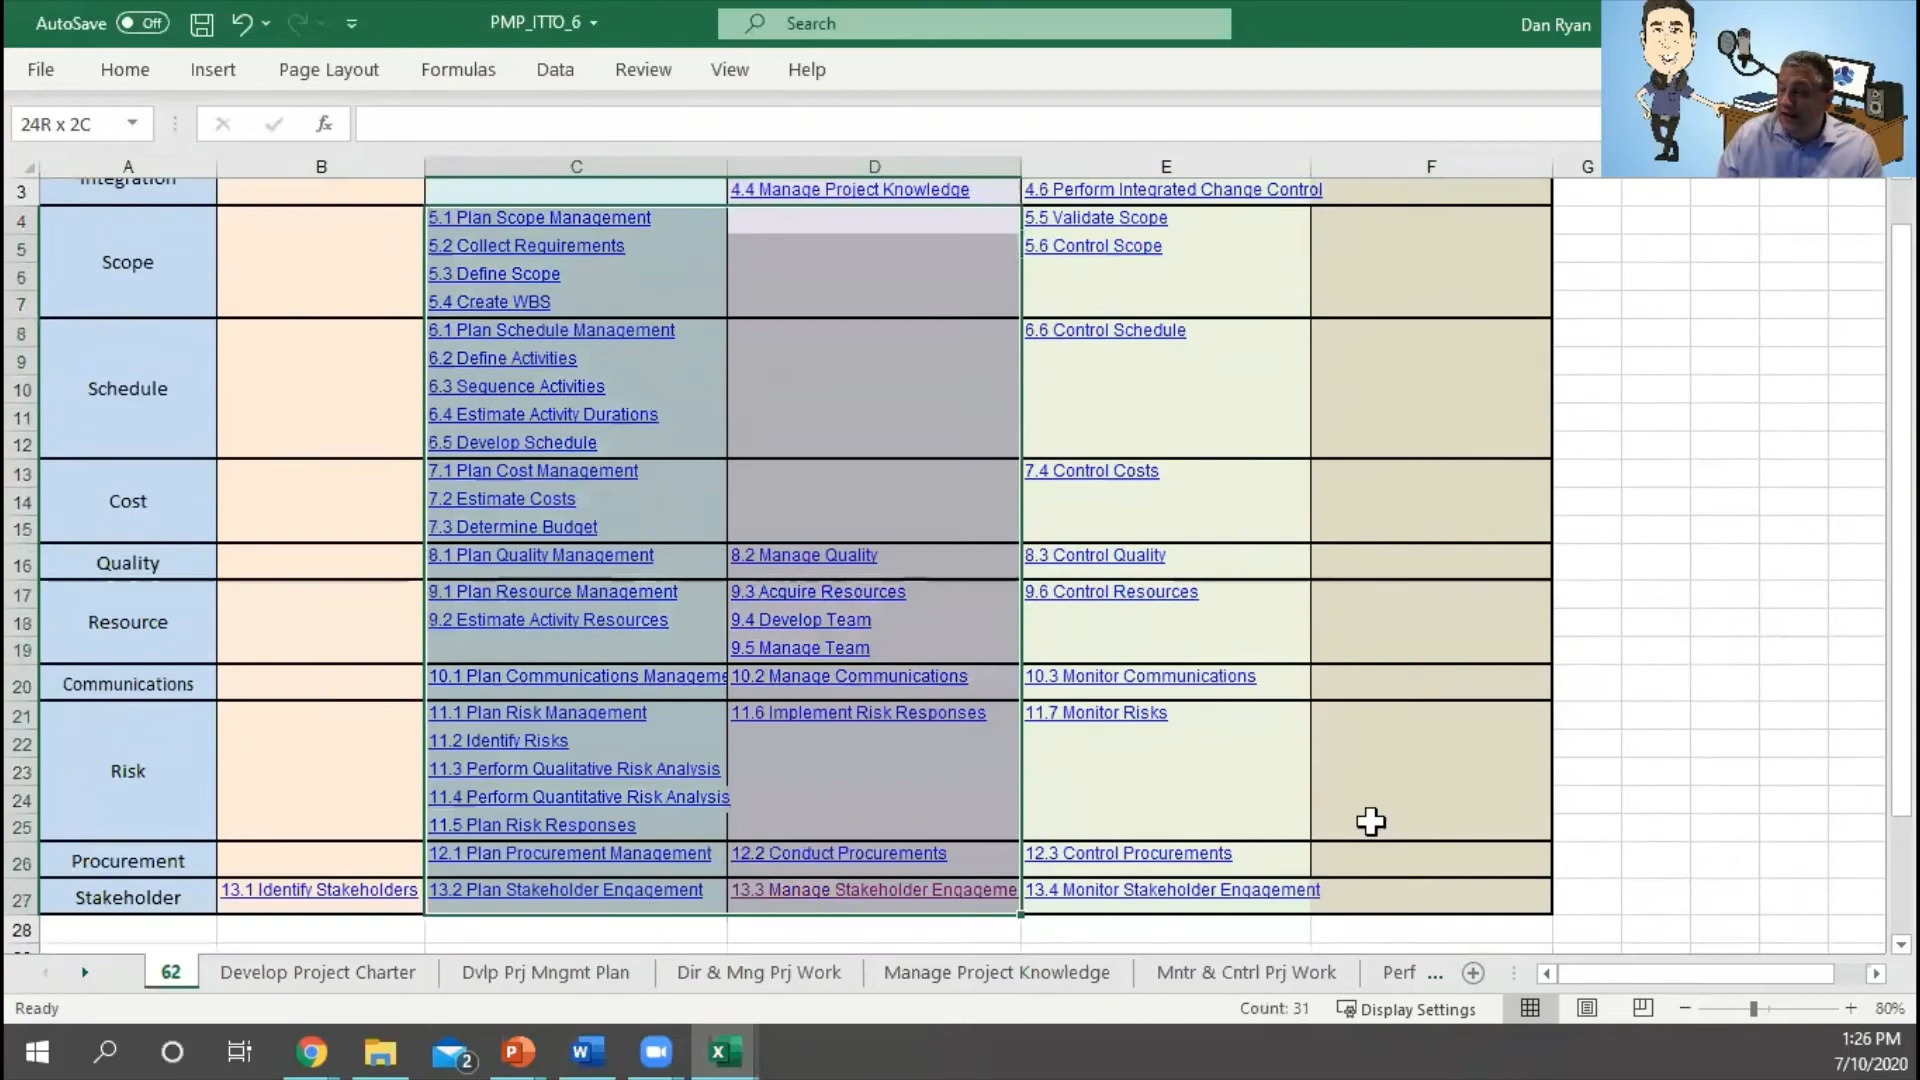 AutoSave Off PMP_ITTO_6 Search Dan Ryan
File Home Insert Page Layout Formulas Data Review View Help
24R x 2C fx
A B C D E F G
3 Integration 4.4 Manage Project Knowledge 4.6 Perform Integrated Change Control
4 5.1 Plan Scope Management 5.5 Validate Scope
5 5.2 Collect Requirements 5.6 Control Scope
Scope
6 5.3 Define Scope
7 5.4 Create WBS
8 6.1 Plan Schedule Management 6.6 Control Schedule
9 6.2 Define Activities
10 Schedule 6.3 Sequence Activities
11 6.4 Estimate Activity Durations
12 6.5 Develop Schedule
13 7.1 Plan Cost Management 7.4 Control Costs
14 Cost 7.2 Estimate Costs
15 7.3 Determine Budget
16 Quality 8.1 Plan Quality Management 8.2 Manage Quality 8.3 Control Quality
17 9.1 Plan Resource Management 9.3 Acquire Resources 9.6 Control Resources
18 Resource 9.2 Estimate Activity Resources 9.4 Develop Team
19 9.5 Manage Team
20 Communications 10.1 Plan Communications Manageme 10.2 Manage Communications 10.3 Monitor Communications
21 11.1 Plan Risk Management 11.6 Implement Risk Responses 11.7 Monitor Risks
22 11.2 Identify Risks
23 Risk 11.3 Perform Qualitative Risk Analysis
24 11.4 Perform Quantitative Risk Analysis
25 11.5 Plan Risk Responses
26 Procurement 12.1 Plan Procurement Management 12.2 Conduct Procurements 12.3 Control Procurements
27 Stakeholder 13.1 Identify Stakeholders 13.2 Plan Stakeholder Engagement 13.3 Manage Stakeholder Engageme 13.4 Monitor Stakeholder Engagement
28
62 Develop Project Charter Dvlp Prj Mngmt Plan Dir & Mng Prj Work Manage Project Knowledge Mntr & Cntrl Prj Work Perf ...
Ready Count: 31 Display Settings 80%
2 P W X
1:26 PM
7/10/2020